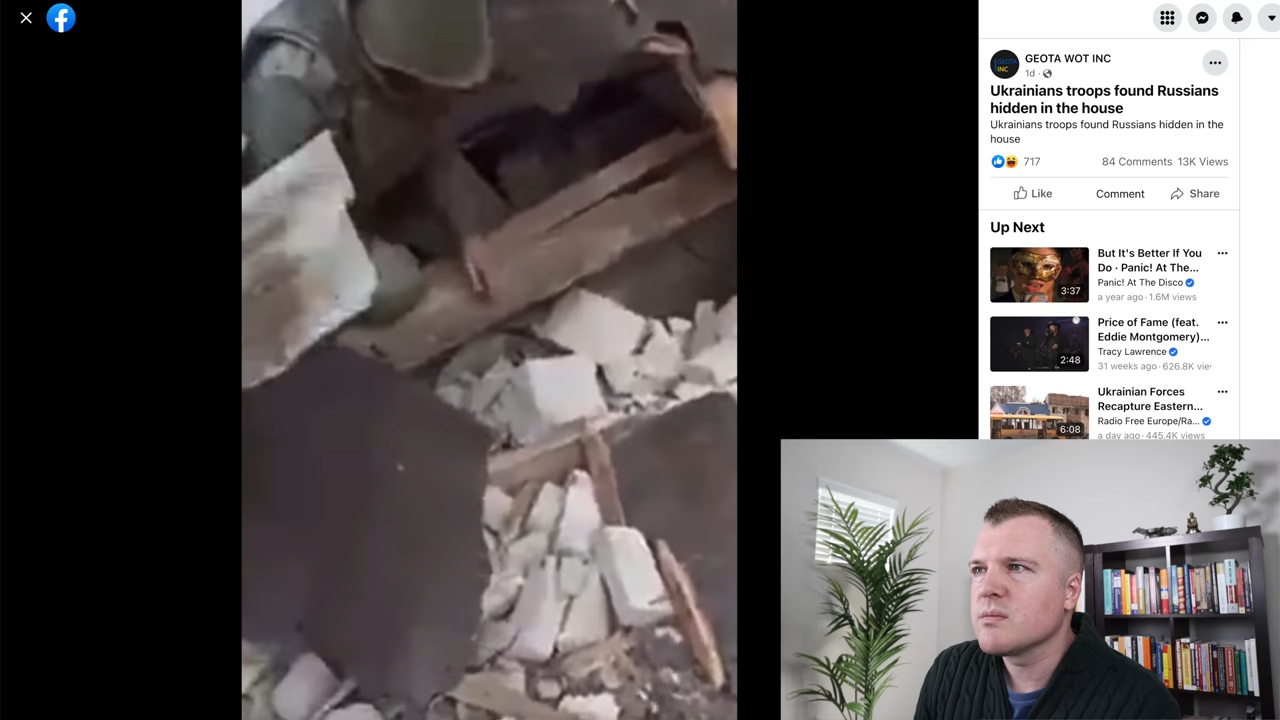 GEOTA WOT INC
GEOTA
INC
1d
Ukrainians troops found Russians
hidden in the house
Ukrainians troops found Russians hidden in the
house
717
84 Comments
13K Views
Like
Comment
Share
Up Next
But It's Better If You
Do · Panic! At The...
Panic! At The Disco
a year ago · 1.6M views
3:37
Price of Fame (feat.
Eddie Montgomery)...
Tracy Lawrence
31 weeks ago · 626.8K vie
2:48
Ukrainian Forces
Recapture Eastern...
Radio Free Europe/Ra...
a day ago · 445.4K views
6:08